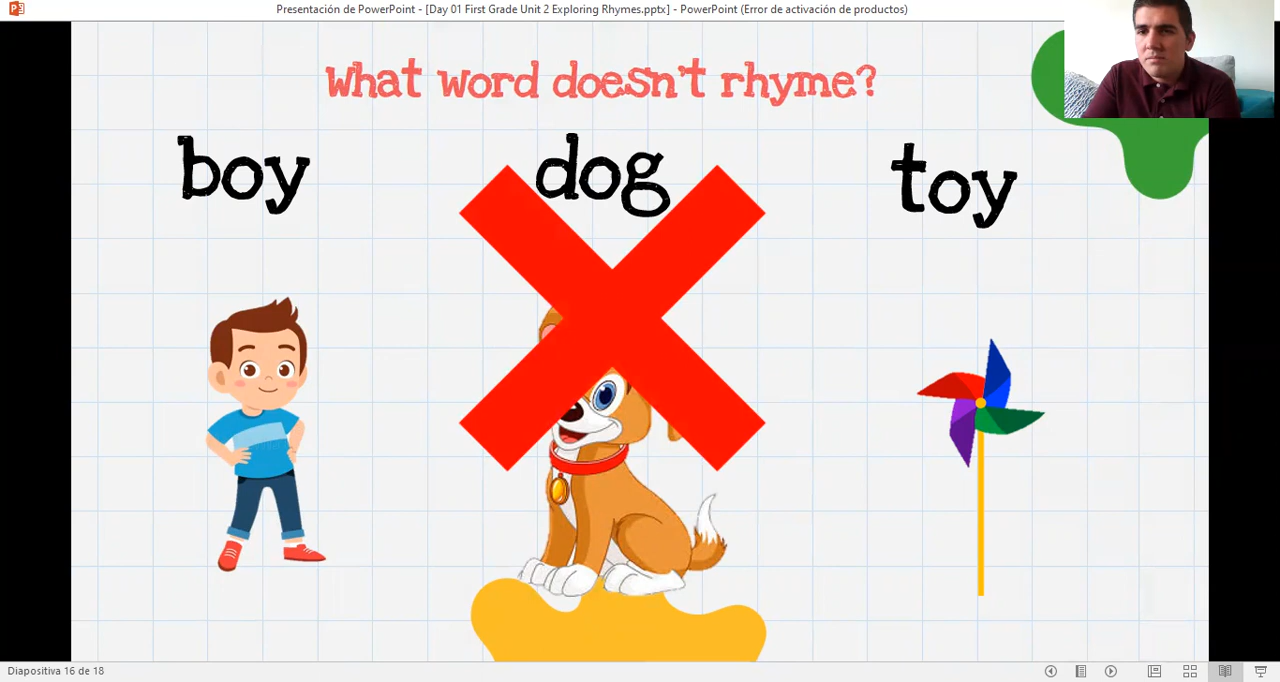 Presentación de PowerPoint - [Day 01 First Grade Unit 2 Exploring Rhymes.pptx] - PowerPoint (Error de activación de productos)
What word doesn't rhyme?
boy dog toy
Diapositiva 16 de 18